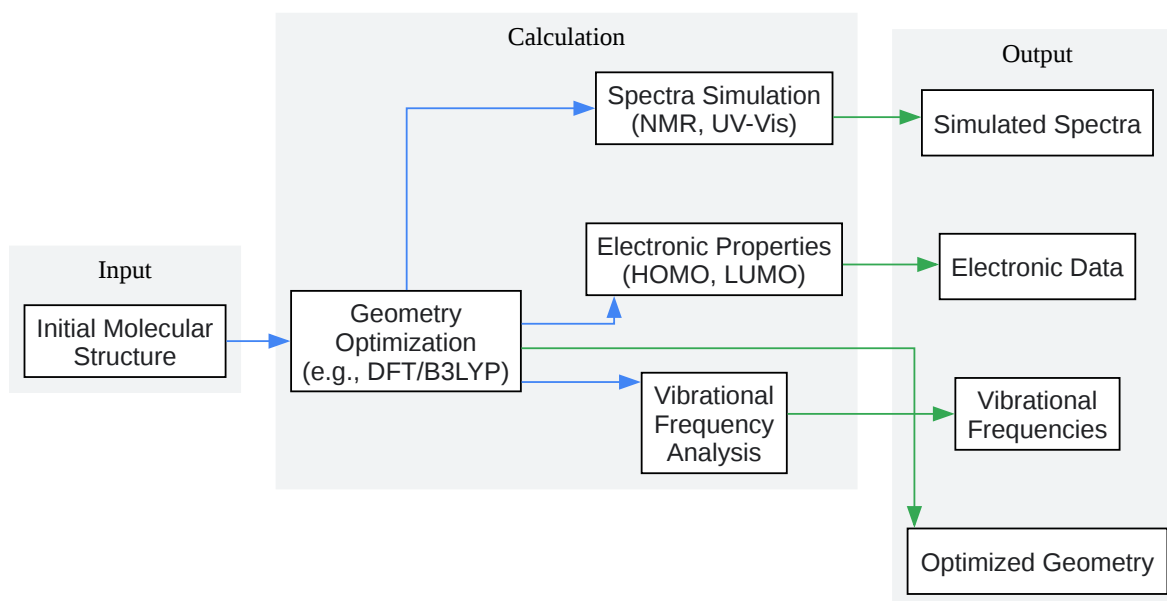 Input
Initial Molecular
Structure
Calculation
Geometry
Optimization
(e.g., DFT/B3LYP)
Spectra Simulation
(NMR, UV-Vis)
Electronic Properties
(HOMO, LUMO)
Vibrational
Frequency
Analysis
Output
Simulated Spectra
Electronic Data
Vibrational
Frequencies
Optimized Geometry